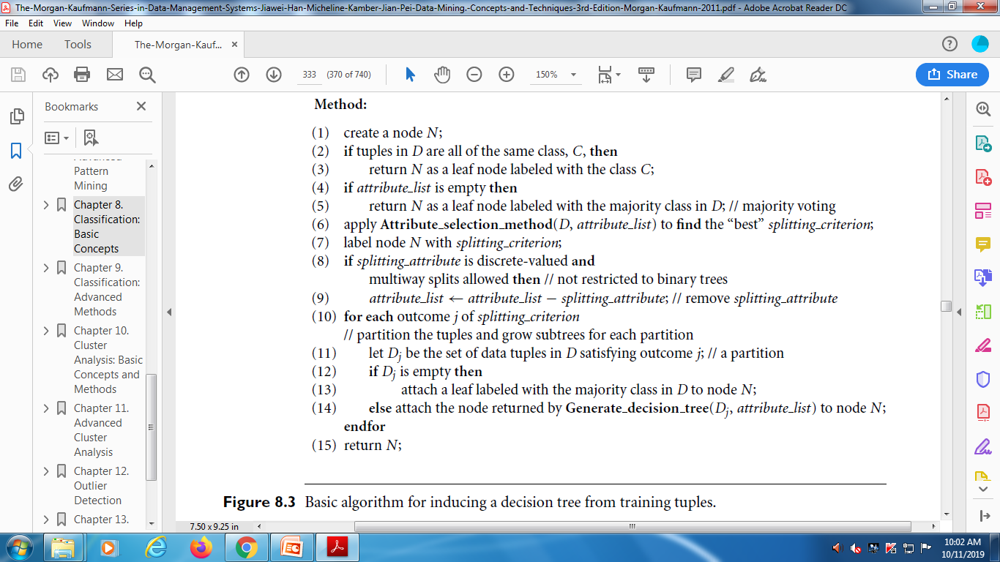 The-Morgan-Kaufmann-Series-in-Data-Management-Systems-Jiawei-Han-Micheline-Kamber-Jian-Pei-Data-Mining.-Concepts-and-Techniques-3rd-Edition-Morgan-Kaufmann-2011.pdf - Adobe Acrobat Reader DC
File Edit View Window Help
Home Tools The-Morgan-Kauf... ×
333 (370 of 740) 150% Share
Bookmarks
Advanced
Pattern
Mining
Chapter 8.
Classification:
Basic
Concepts
Chapter 9.
Classification:
Advanced
Methods
Chapter 10.
Cluster
Analysis: Basic
Concepts and
Methods
Chapter 11.
Advanced
Cluster
Analysis
Chapter 12.
Outlier
Detection
Chapter 13.
Method:
(1) create a node N;
(2) if tuples in D are all of the same class, C, then
(3) return N as a leaf node labeled with the class C;
(4) if attribute_list is empty then
(5) return N as a leaf node labeled with the majority class in D; // majority voting
(6) apply Attribute_selection_method(D, attribute_list) to find the “best” splitting_criterion;
(7) label node N with splitting_criterion;
(8) if splitting_attribute is discrete-valued and
multiway splits allowed then // not restricted to binary trees
(9) attribute_list ← attribute_list − splitting_attribute; // remove splitting_attribute
(10) for each outcome j of splitting_criterion
// partition the tuples and grow subtrees for each partition
(11) let Dj be the set of data tuples in D satisfying outcome j; // a partition
(12) if Dj is empty then
(13) attach a leaf labeled with the majority class in D to node N;
(14) else attach the node returned by Generate_decision_tree(Dj, attribute_list) to node N;
endfor
(15) return N;
Figure 8.3 Basic algorithm for inducing a decision tree from training tuples.
7.50 x 9.25 in
10:02 AM
10/11/2019